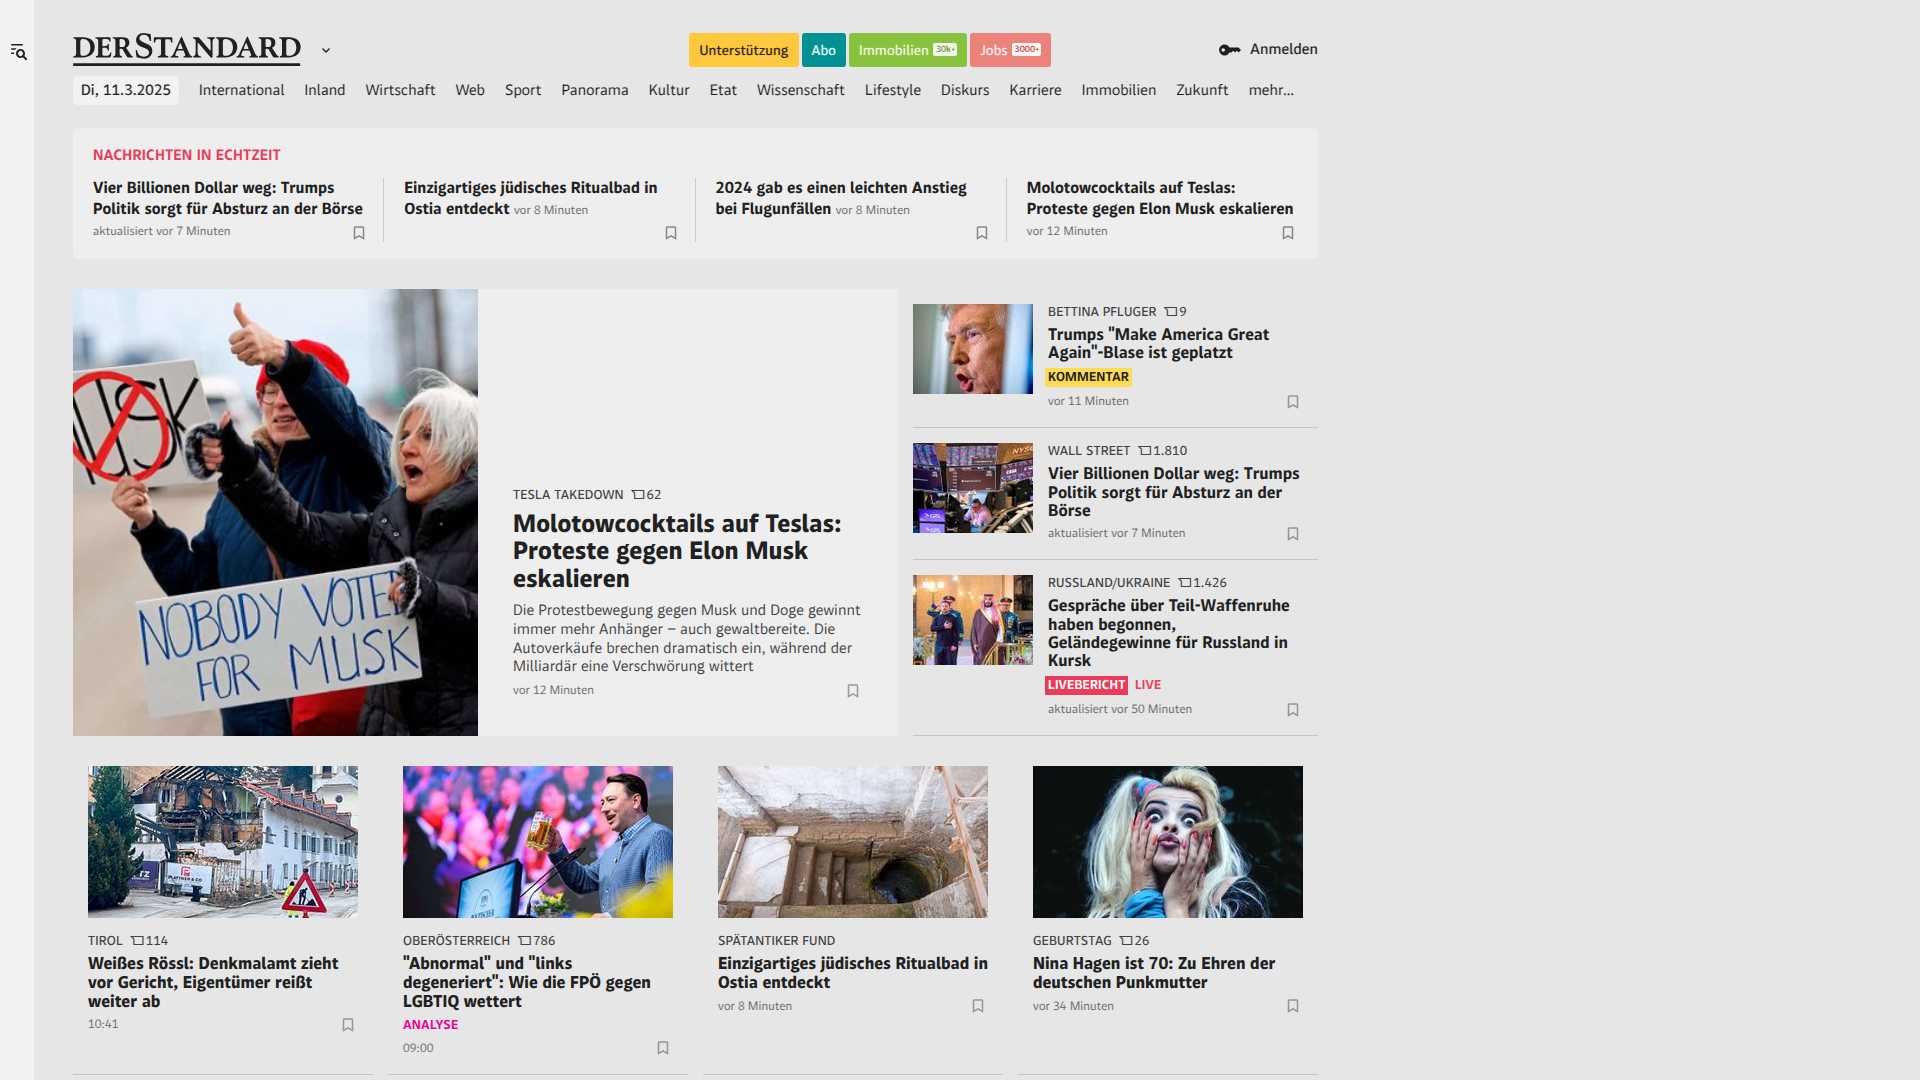 DERSTANDARD
Unterstützung
Abo
Immobilien 30k+
Jobs 3000+
Anmelden
Di, 11.3.2025
International
Inland
Wirtschaft
Web
Sport
Panorama
Kultur
Etat
Wissenschaft
Lifestyle
Diskurs
Karriere
Immobilien
Zukunft
mehr...
NACHRICHTEN IN ECHTZEIT
Vier Billionen Dollar weg: Trumps
Politik sorgt für Absturz an der Börse
aktualisiert vor 7 Minuten
Einzigartiges jüdisches Ritualbad in
Ostia entdeckt vor 8 Minuten
2024 gab es einen leichten Anstieg
bei Flugunfällen vor 8 Minuten
Molotowcocktails auf Teslas:
Proteste gegen Elon Musk eskalieren
vor 12 Minuten
MUSK
NOBODY VOTED
FOR MUSK
TESLA TAKEDOWN 62
Molotowcocktails auf Teslas:
Proteste gegen Elon Musk
eskalieren
Die Protestbewegung gegen Musk und Doge gewinnt
immer mehr Anhänger – auch gewaltbereite. Die
Autoverkäufe brechen dramatisch ein, während der
Milliardär eine Verschwörung wittert
vor 12 Minuten
BETTINA PFLUGER 9
Trumps "Make America Great
Again"-Blase ist geplatzt
KOMMENTAR
vor 11 Minuten
WALL STREET 1.810
Vier Billionen Dollar weg: Trumps
Politik sorgt für Absturz an der
Börse
aktualisiert vor 7 Minuten
RUSSLAND/UKRAINE 1.426
Gespräche über Teil-Waffenruhe
haben begonnen,
Geländegewinne für Russland in
Kursk
LIVEBERICHT LIVE
aktualisiert vor 50 Minuten
TIROL 114
Weißes Rössl: Denkmalamt zieht
vor Gericht, Eigentümer reißt
weiter ab
10:41
OBERÖSTERREICH 786
"Abnormal" und "links
degeneriert": Wie die FPÖ gegen
LGBTIQ wettert
ANALYSE
09:00
SPÄTANTIKER FUND
Einzigartiges jüdisches Ritualbad in
Ostia entdeckt
vor 8 Minuten
GEBURTSTAG 26
Nina Hagen ist 70: Zu Ehren der
deutschen Punkmutter
vor 34 Minuten